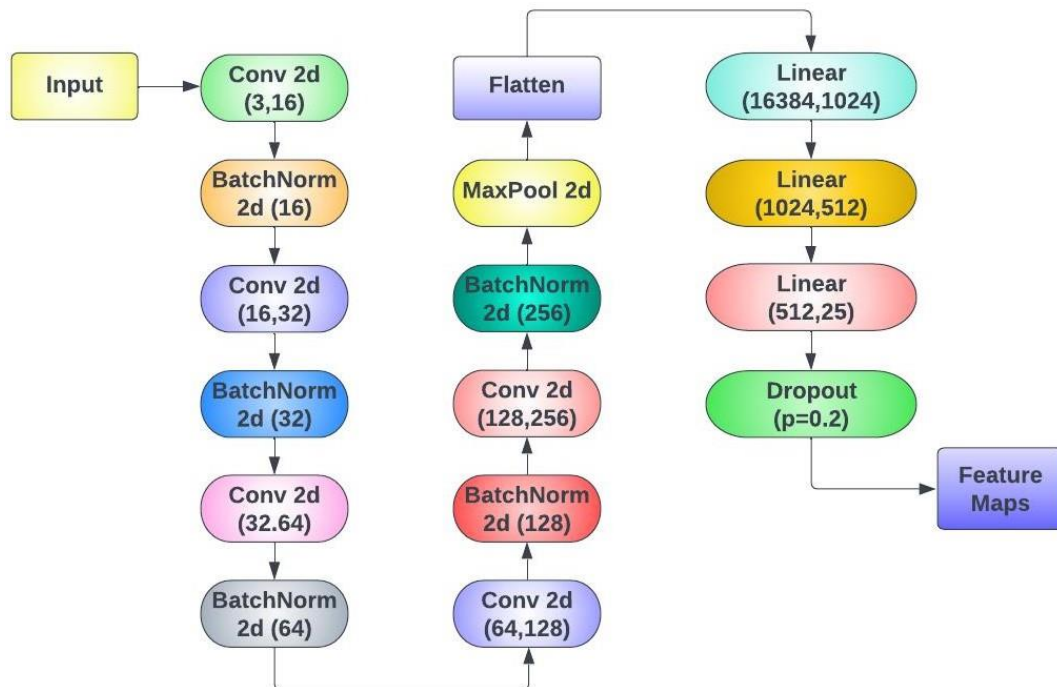 Input
Conv 2d
(3,16)
BatchNorm
2d (16)
Conv 2d
(16,32)
BatchNorm
2d (32)
Conv 2d
(32.64)
BatchNorm
2d (64)
Conv 2d
(64,128)
BatchNorm
2d (128)
Conv 2d
(128,256)
BatchNorm
2d (256)
MaxPool 2d
Flatten
Linear
(16384,1024)
Linear
(1024,512)
Linear
(512,25)
Dropout
(p=0.2)
Feature
Maps